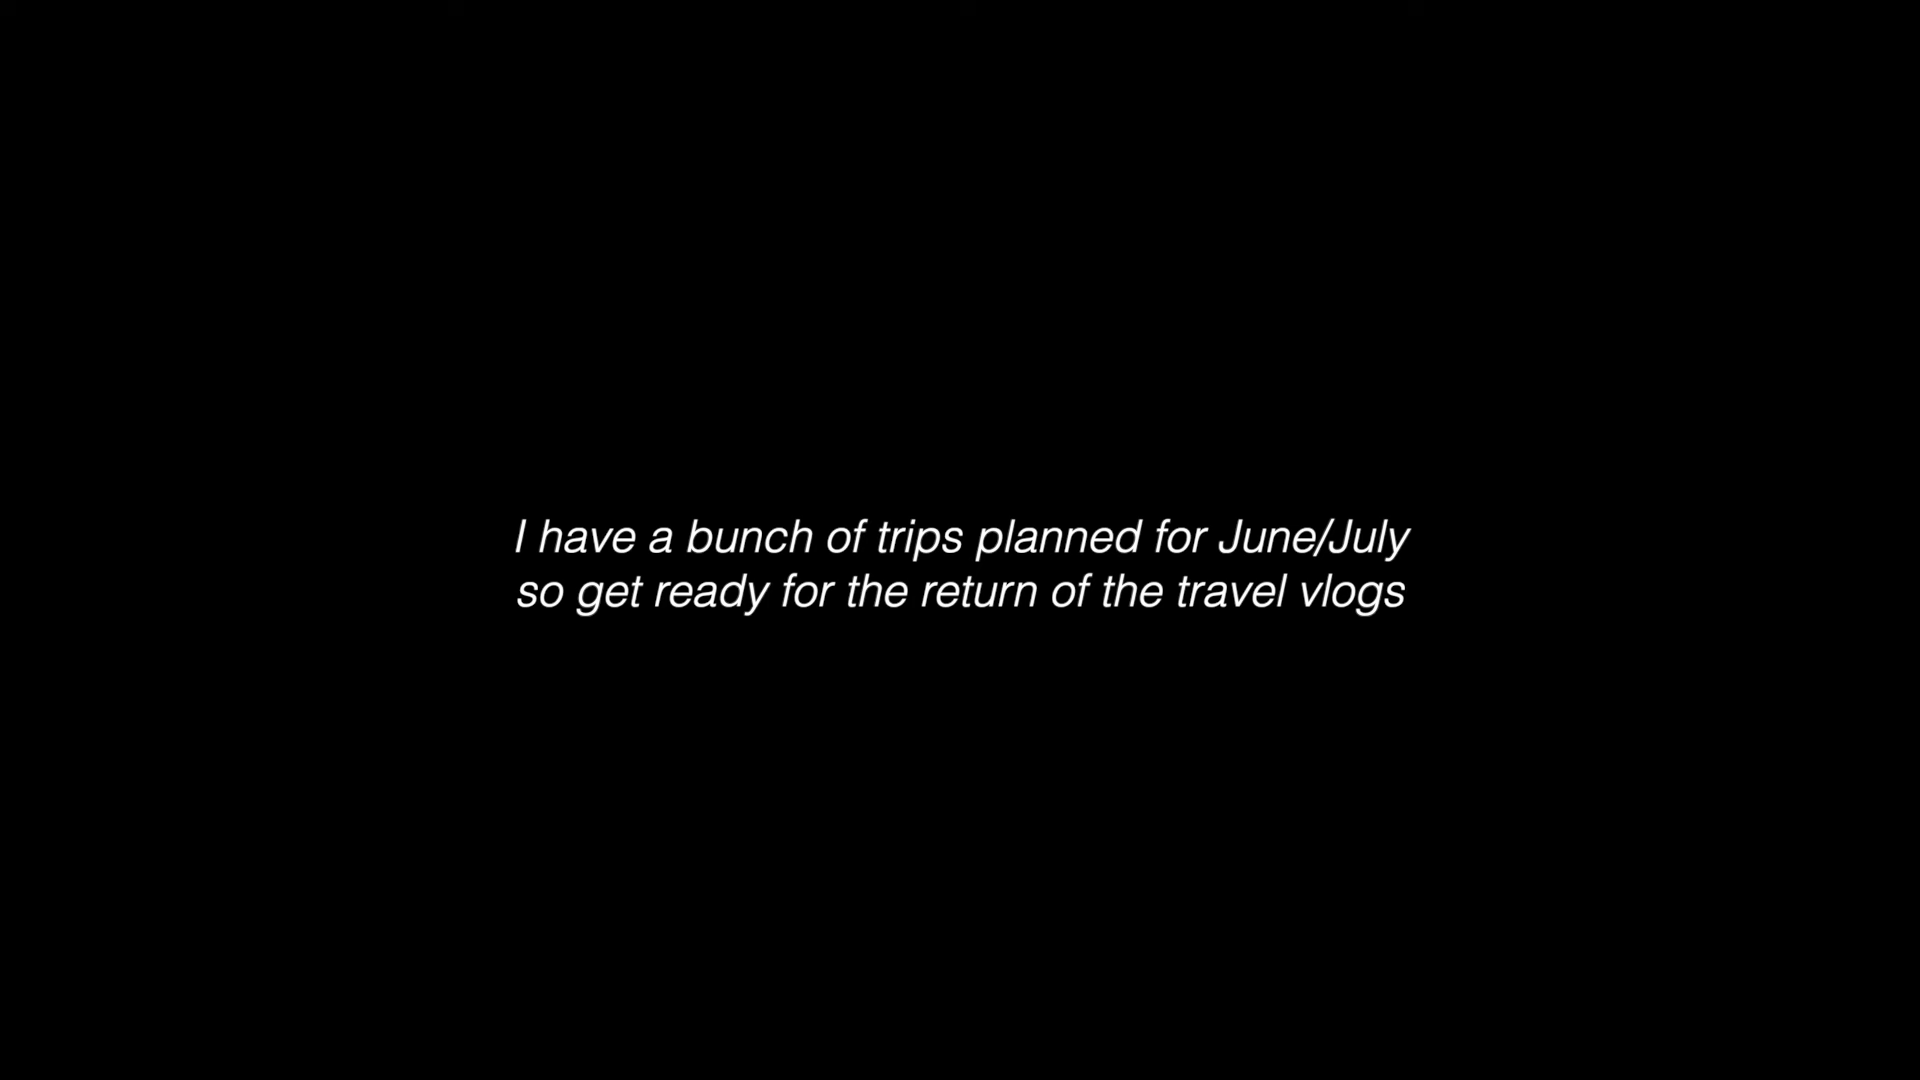 I have a bunch of trips planned for June/July
so get ready for the return of the travel vlogs